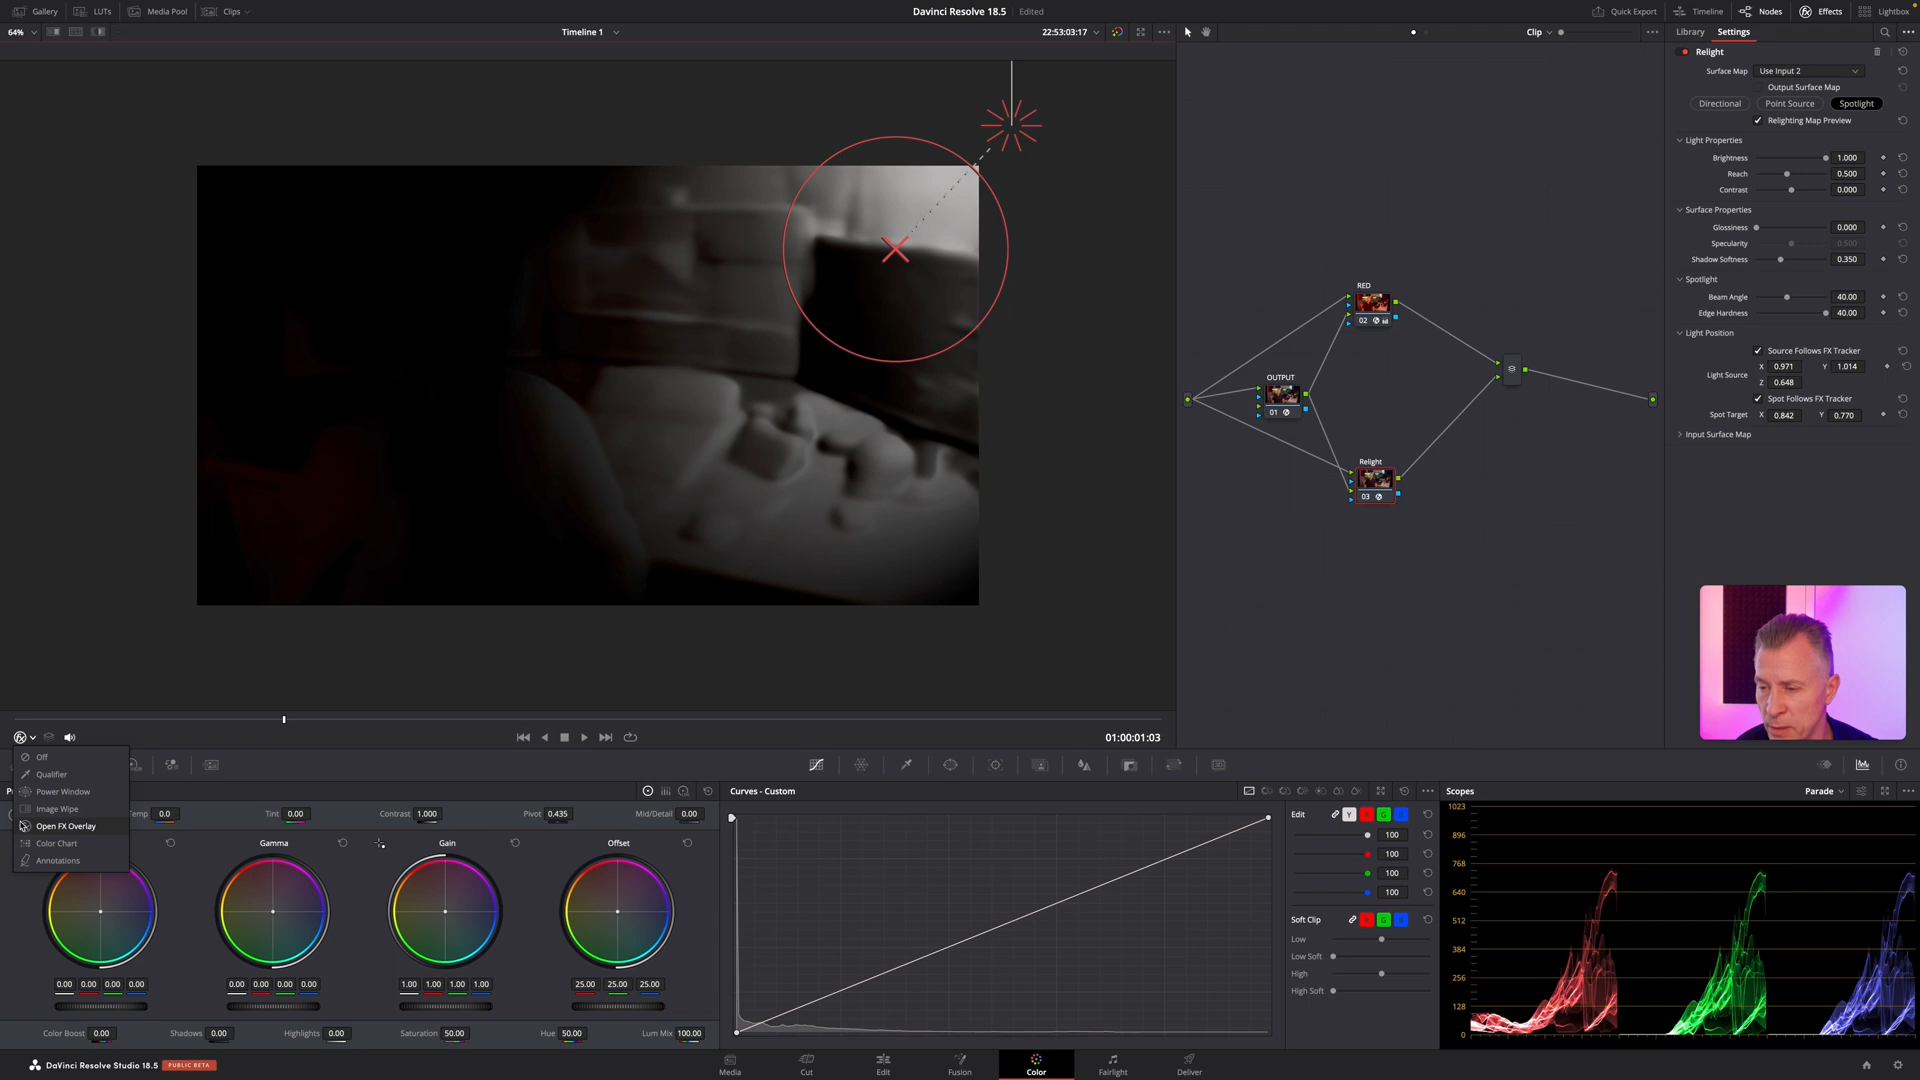 Gallery LUTs Media Pool Clips Davinci Resolve 18.5 Edited Quick Export Timeline Nodes Effects Lightbox
64% Timeline 1 22:53:03:17 Clip Library Settings
Relight
Surface Map Use Input 2
Output Surface Map
Directional Point Source Spotlight
Relighting Map Preview
Light Properties
Brightness 1.000
Reach 0.500
Contrast 0.000
Surface Properties
Glossiness 0.000
Specularity 0.500
Shadow Softness 0.350
Spotlight
Beam Angle 40.00
Edge Hardness 40.00
Light Position
Source Follows FX Tracker
Light Source X 0.971 Y 1.014
Z 0.648
Spot Follows FX Tracker
Spot Target X 0.842 Y 0.770
Input Surface Map
RED
02
OUTPUT
01
Relight
03
01:00:01:03
Off
Qualifier
Power Window
Image Wipe
Open FX Overlay
Color Chart
Annotations
Temp 0.0 Tint 0.00 Contrast 1.000 Pivot 0.435 Mid/Detail 0.00
Gamma Gain Offset
0.00 0.00 0.00 0.00 0.00 0.00 0.00 0.00 1.00 1.00 1.00 1.00 25.00 25.00 25.00
Color Boost 0.00 Shadows 0.00 Highlights 0.00 Saturation 50.00 Hue 50.00 Lum Mix 100.00
Curves - Custom
Edit Y
100
100
100
100
Soft Clip
Low
Low Soft
High
High Soft
Scopes Parade
1023
896
768
640
512
384
256
128
0
DaVinci Resolve Studio 18.5 PUBLIC BETA
Media Cut Edit Fusion Color Fairlight Deliver